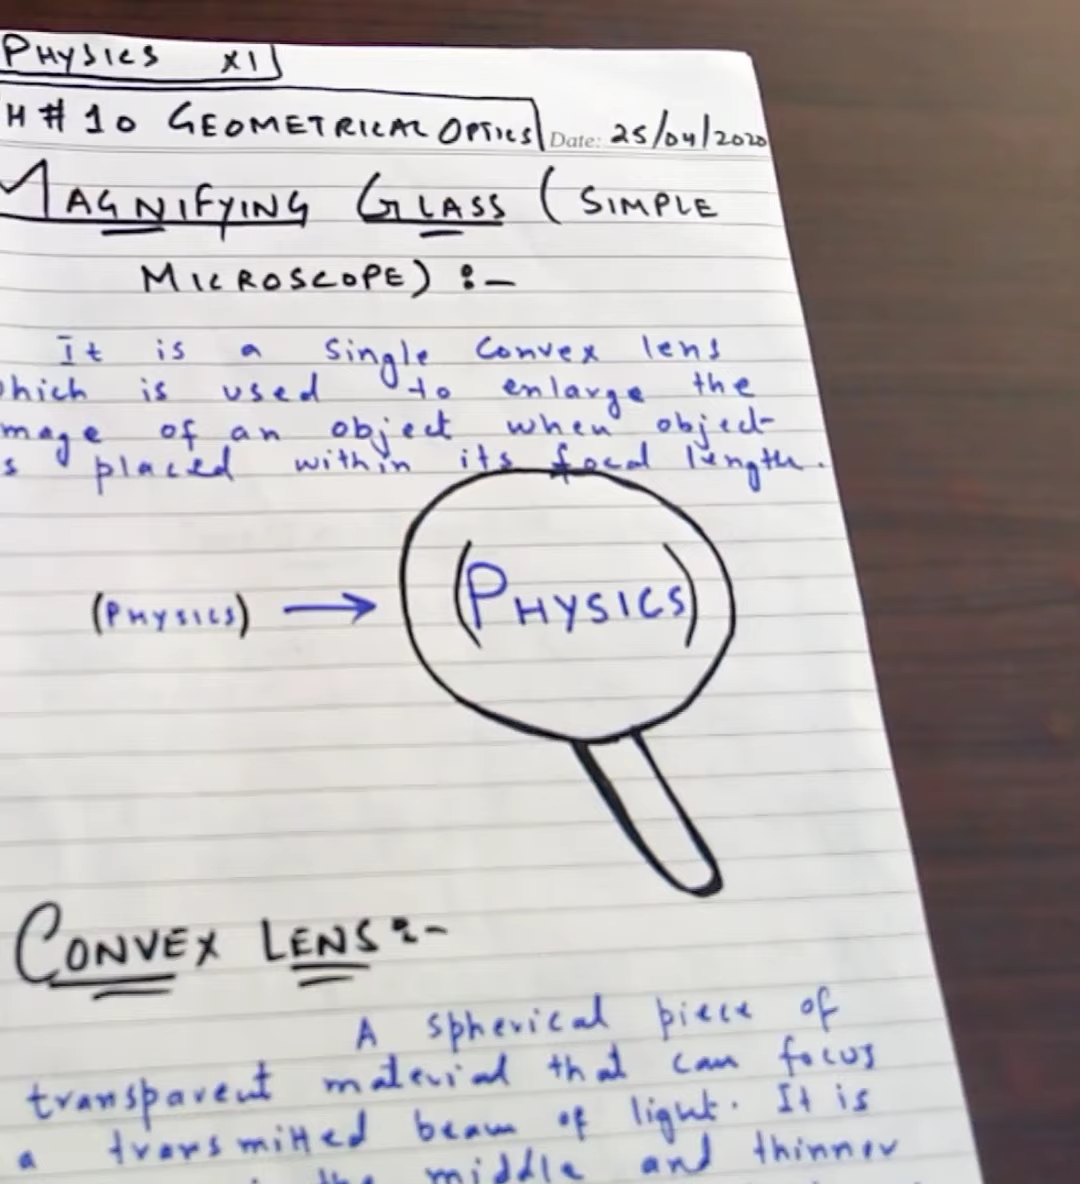 PHYSICS XI
H # 10 GEOMETRICAL OPTICS Date: 25/04/2020
MAGNIFYING GLASS (SIMPLE
MICROSCOPE) :-
It is a single convex lens
which is used to enlarge the
mage of an object when object
s placed within its focal length.
(PHYSICS) → (PHYSICS)
CONVEX LENS :-
A spherical piece of
transparent material that can focus
a transmitted beam of light. It is
the middle and thinner